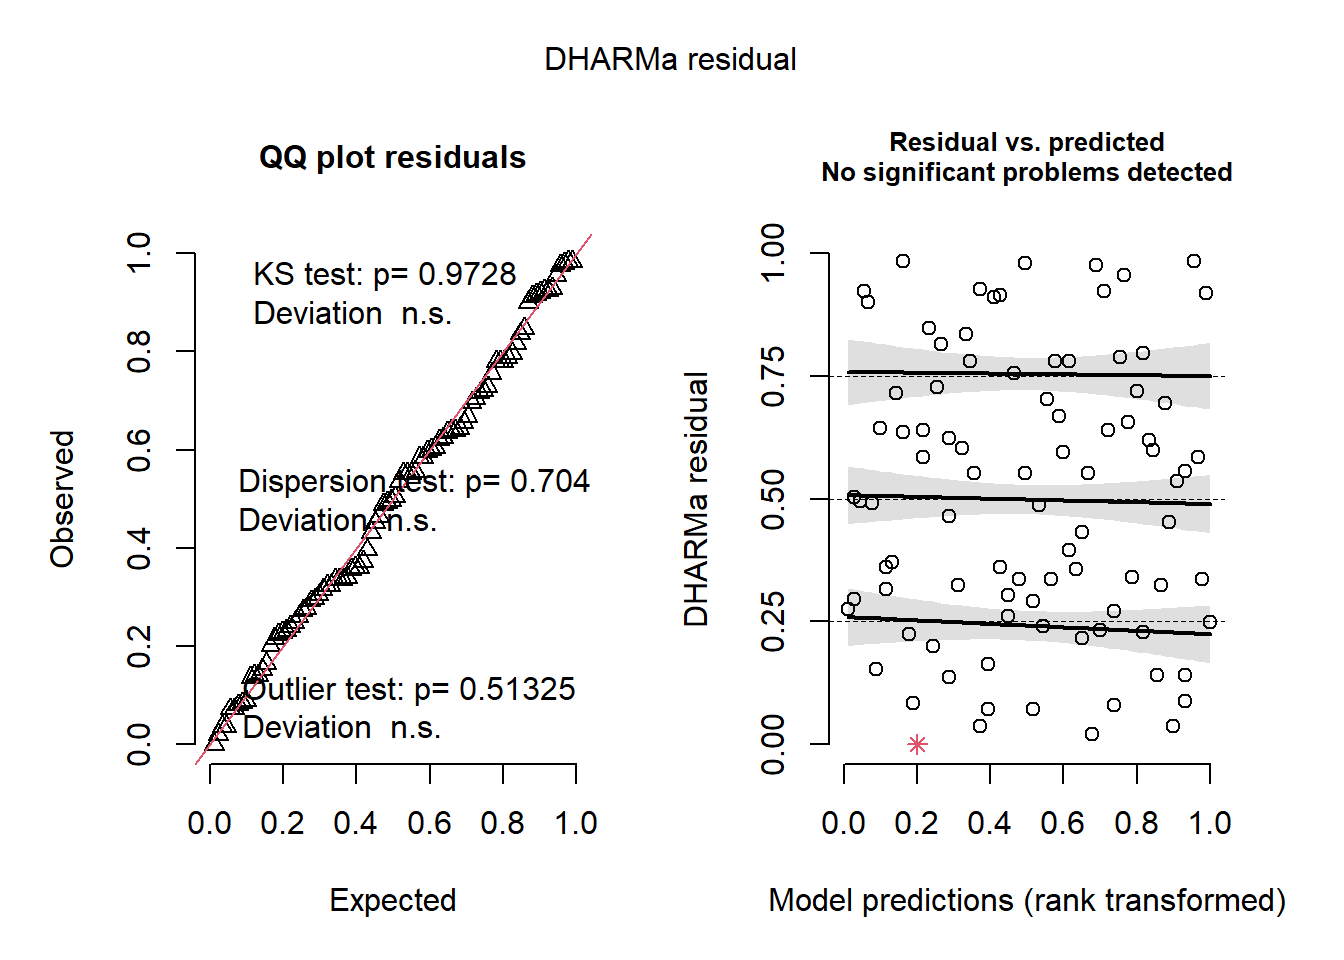 DHARMa residual
QQ plot residuals
Observed
0.0 0.2 0.4 0.6 0.8 1.0
KS test: p= 0.9728
Deviation n.s.
Dispersion test: p= 0.704
Deviation n.s.
Outlier test: p= 0.51325
Deviation n.s.
0.0 0.2 0.4 0.6 0.8 1.0
Expected
Residual vs. predicted
No significant problems detected
DHARMa residual
0.00 0.25 0.50 0.75 1.00
0.0 0.2 0.4 0.6 0.8 1.0
Model predictions (rank transformed)